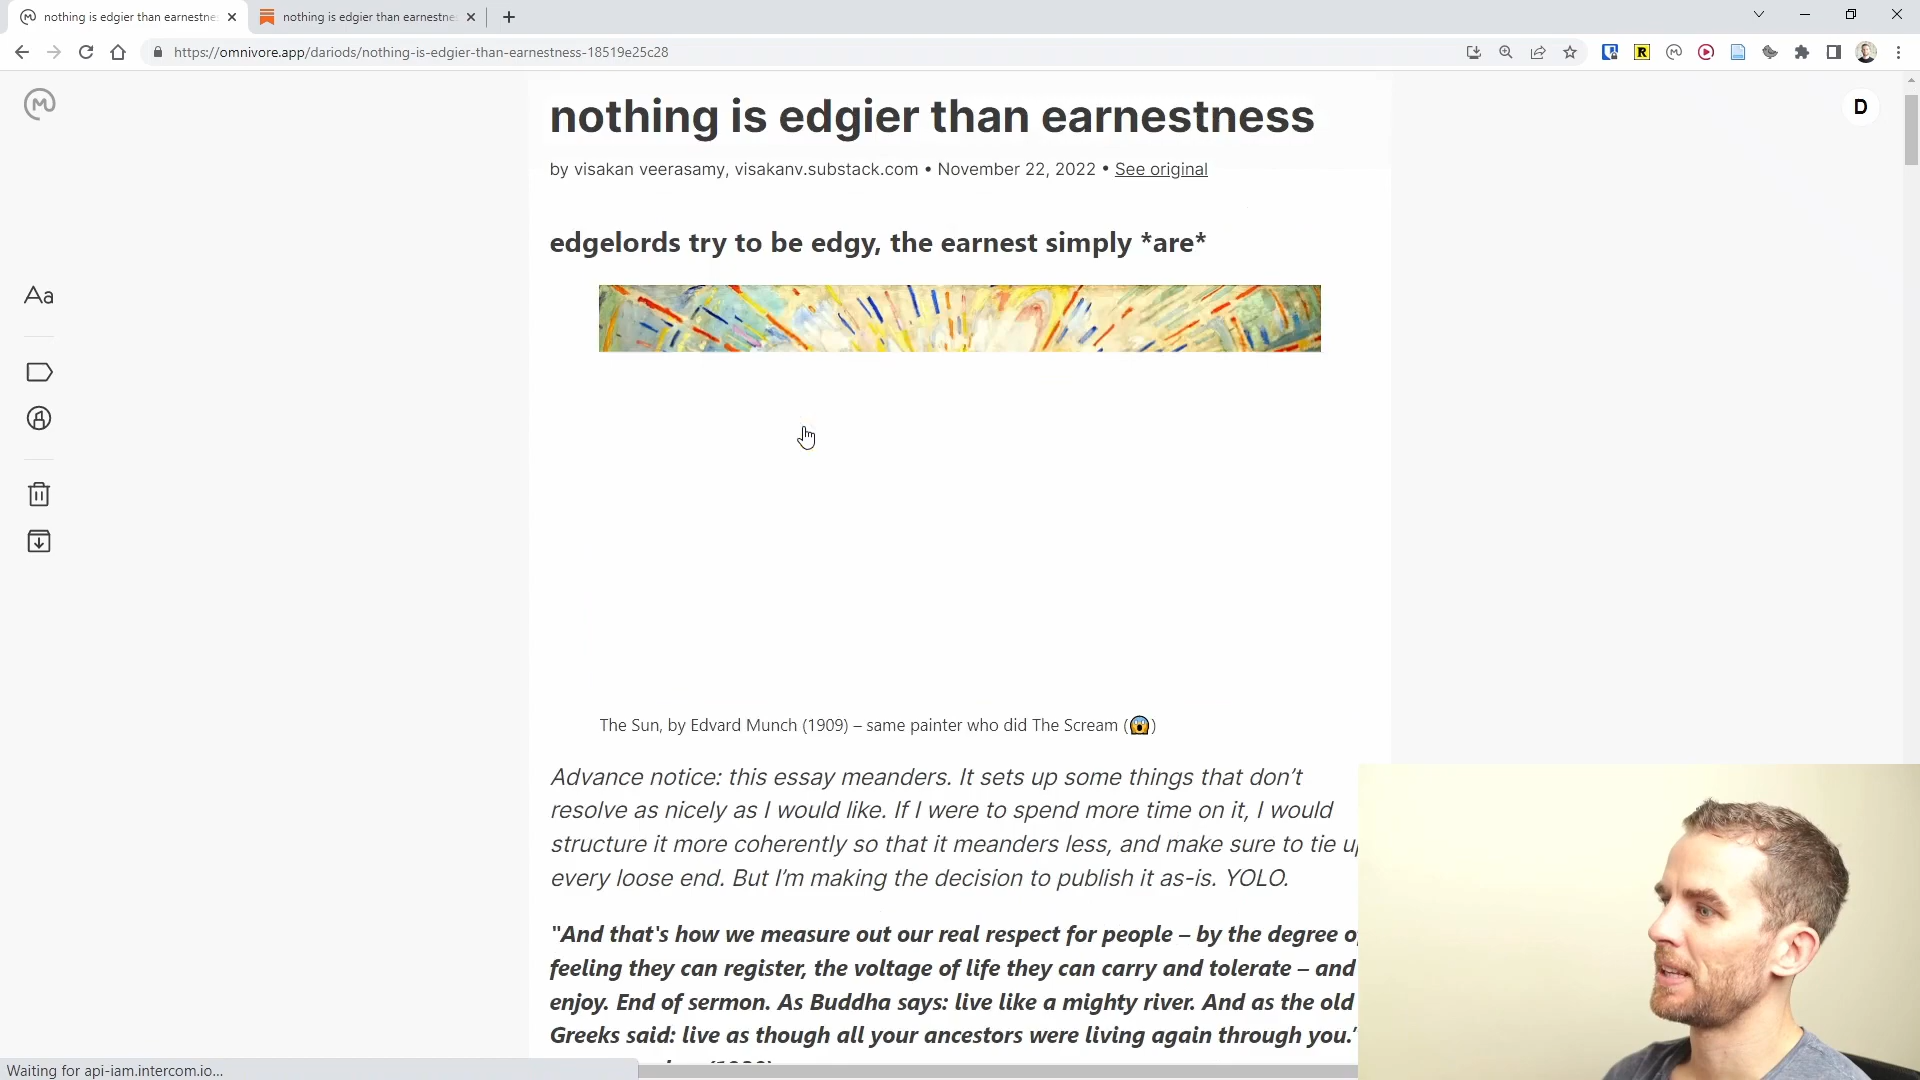 nothing is edgier than earnestne
nothing is edgier than earnestne
https://omnivore.app/dariods/nothing-is-edgier-than-earnestness-18519e25c28
R
D
nothing is edgier than earnestness
by visakan veerasamy, visakanv.substack.com • November 22, 2022 • See original
edgelords try to be edgy, the earnest simply *are*
Aa
The Sun, by Edvard Munch (1909) – same painter who did The Scream (😱)
Advance notice: this essay meanders. It sets up some things that don’t
resolve as nicely as I would like. If I were to spend more time on it, I would
structure it more coherently so that it meanders less, and make sure to tie up
every loose end. But I’m making the decision to publish it as-is. YOLO.
"And that's how we measure out our real respect for people – by the degree of
feeling they can register, the voltage of life they can carry and tolerate – and
enjoy. End of sermon. As Buddha says: live like a mighty river. And as the old
Greeks said: live as though all your ancestors were living again through you."
Waiting for api-iam.intercom.io...